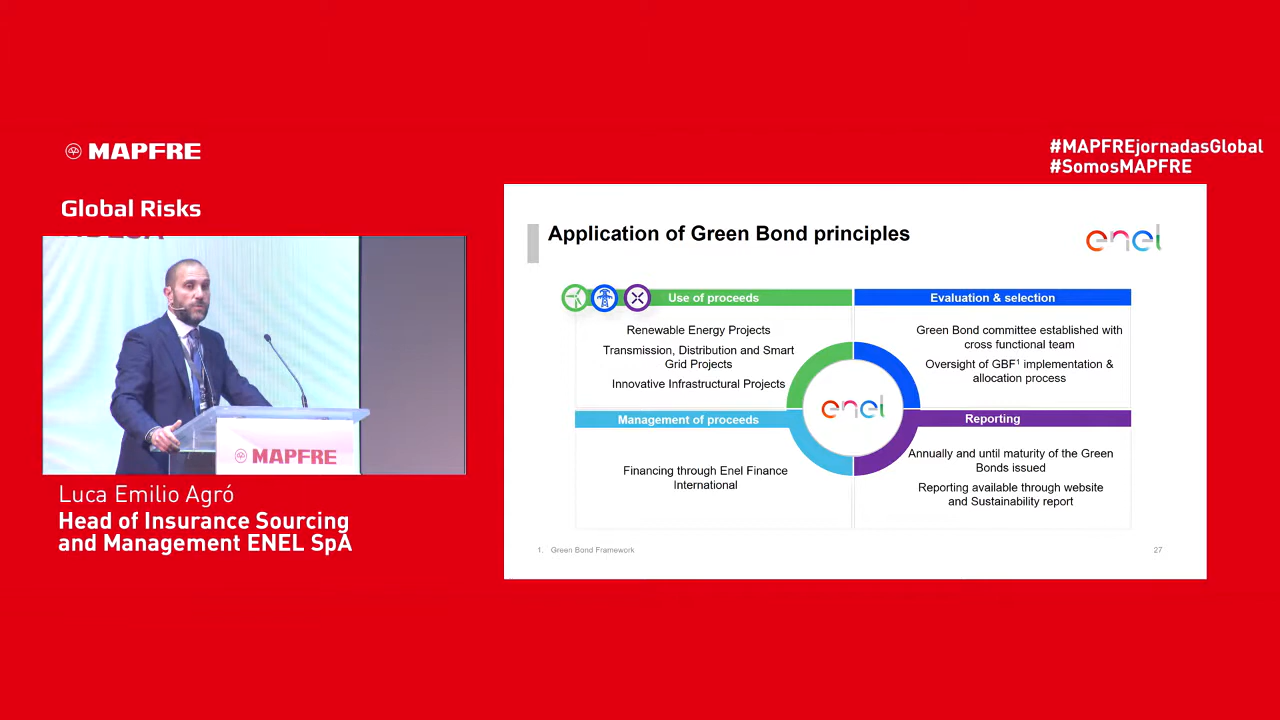 MAPFRE
#MAPFREjornadasGlobal
#SomosMAPFRE
Global Risks
MAPFRE
Luca Emilio Agró
Head of Insurance Sourcing
and Management ENEL SpA
Application of Green Bond principles
enel
Use of proceeds
Renewable Energy Projects
Transmission, Distribution and Smart
Grid Projects
Innovative Infrastructural Projects
Evaluation & selection
Green Bond committee established with
cross functional team
Oversight of GBF¹ implementation &
allocation process
enel
Management of proceeds
Financing through Enel Finance
International
Reporting
Annually and until maturity of the Green
Bonds issued
Reporting available through website
and Sustainability report
1. Green Bond Framework
27